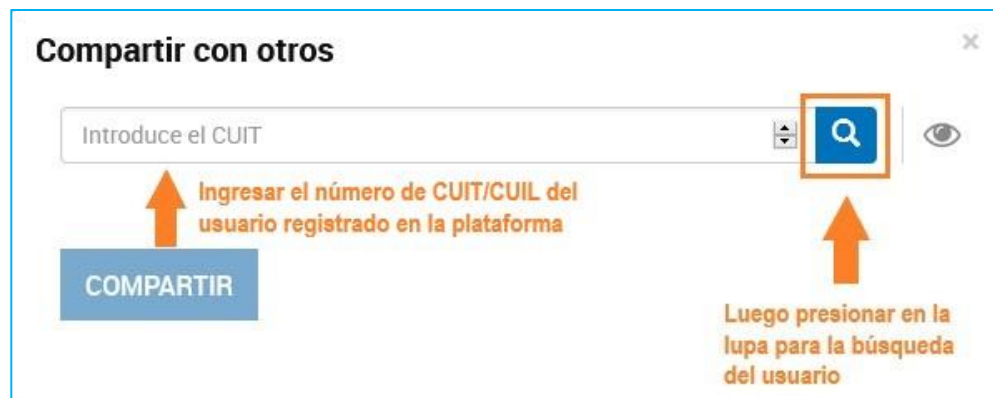 Compartir con otros
×
Introduce el CUIT
Ingresar el número de CUIT/CUIL del
usuario registrado en la plataforma
COMPARTIR
Luego presionar en la
lupa para la búsqueda
del usuario